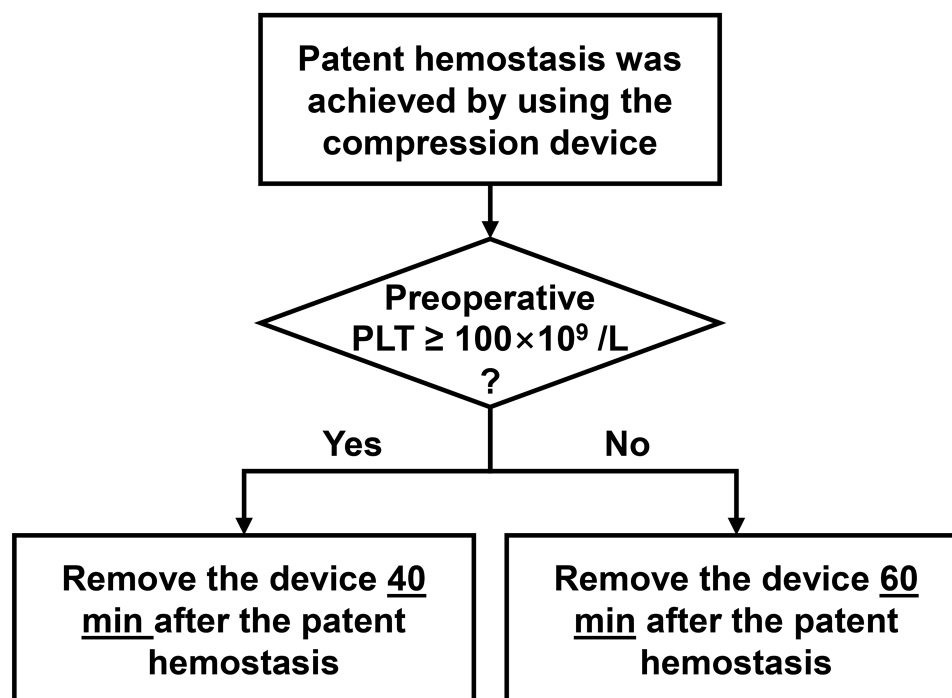 Patent hemostasis was
achieved by using the
compression device
Preoperative
PLT ≥ 100×10⁹ /L
?
Yes
No
Remove the device 40
min after the patent
hemostasis
Remove the device 60
min after the patent
hemostasis